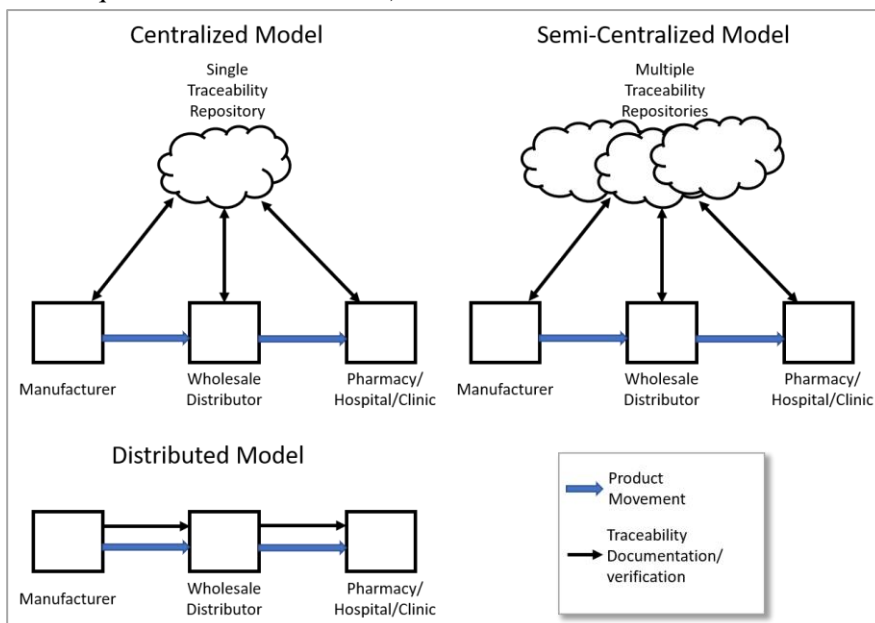 Centralized Model
Single
Traceability
Repository
Manufacturer
Wholesale
Distributor
Pharmacy/
Hospital/Clinic
Semi-Centralized Model
Multiple
Traceability
Repositories
Manufacturer
Wholesale
Distributor
Pharmacy/
Hospital/Clinic
Distributed Model
Manufacturer
Wholesale
Distributor
Pharmacy/
Hospital/Clinic
Product
Movement
Traceability
Documentation/
verification